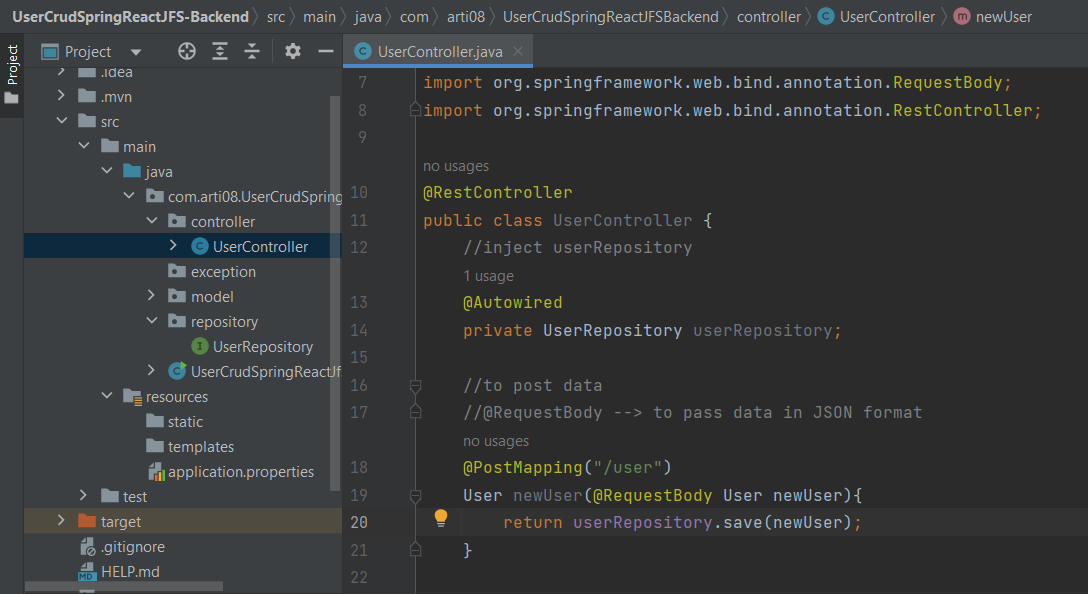 UserCrudSpringReactJFS-Backend src main java com arti08 UserCrudSpringReactJFSBackend controller UserController newUser
Project
Project
UserController.java
.idea
.mvn
src
main
java
com.arti08.UserCrudSpring
controller
UserController
exception
model
repository
UserRepository
UserCrudSpringReactJf
resources
static
templates
application.properties
test
target
.gitignore
HELP.md
7 import org.springframework.web.bind.annotation.RequestBody;
8 import org.springframework.web.bind.annotation.RestController;
9
no usages
10 @RestController
11 public class UserController {
12 //inject userRepository
1 usage
13 @Autowired
14 private UserRepository userRepository;
15
16 //to post data
17 //@RequestBody --> to pass data in JSON format
no usages
18 @PostMapping("/user")
19 User newUser(@RequestBody User newUser){
20 return userRepository.save(newUser);
21 }
22